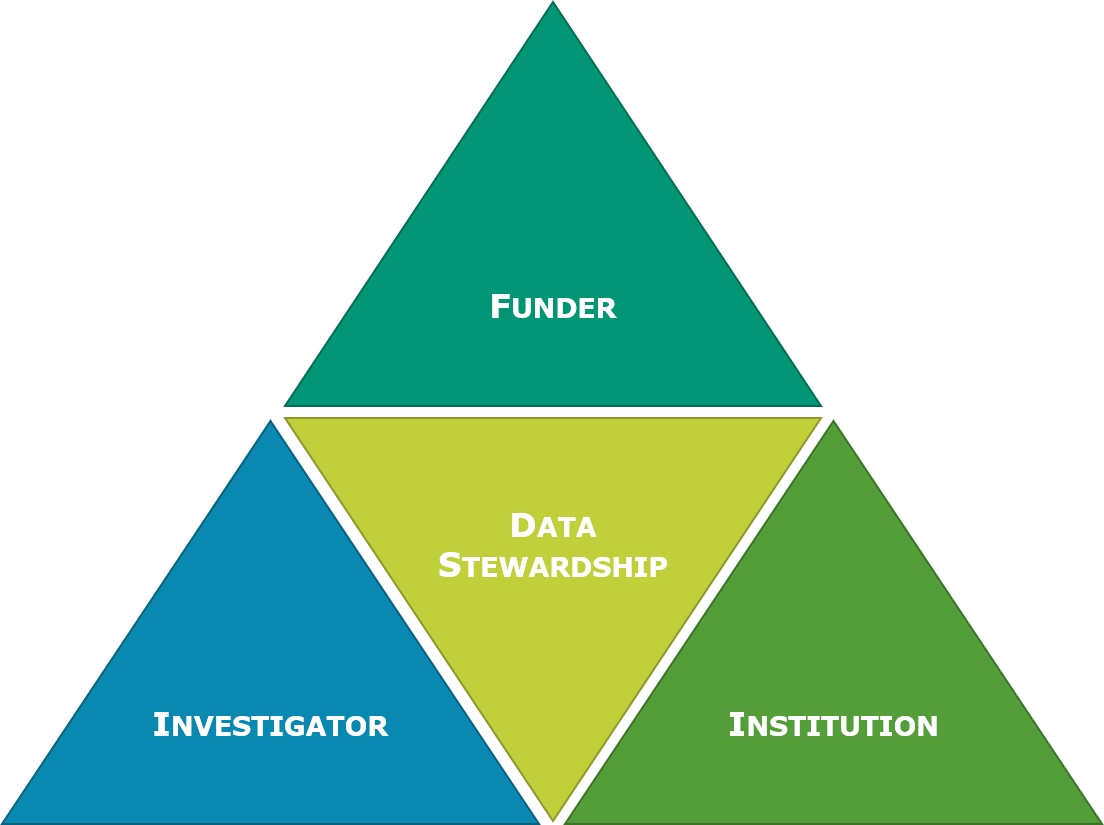 Funder
Data
Stewardship
Investigator
Institution